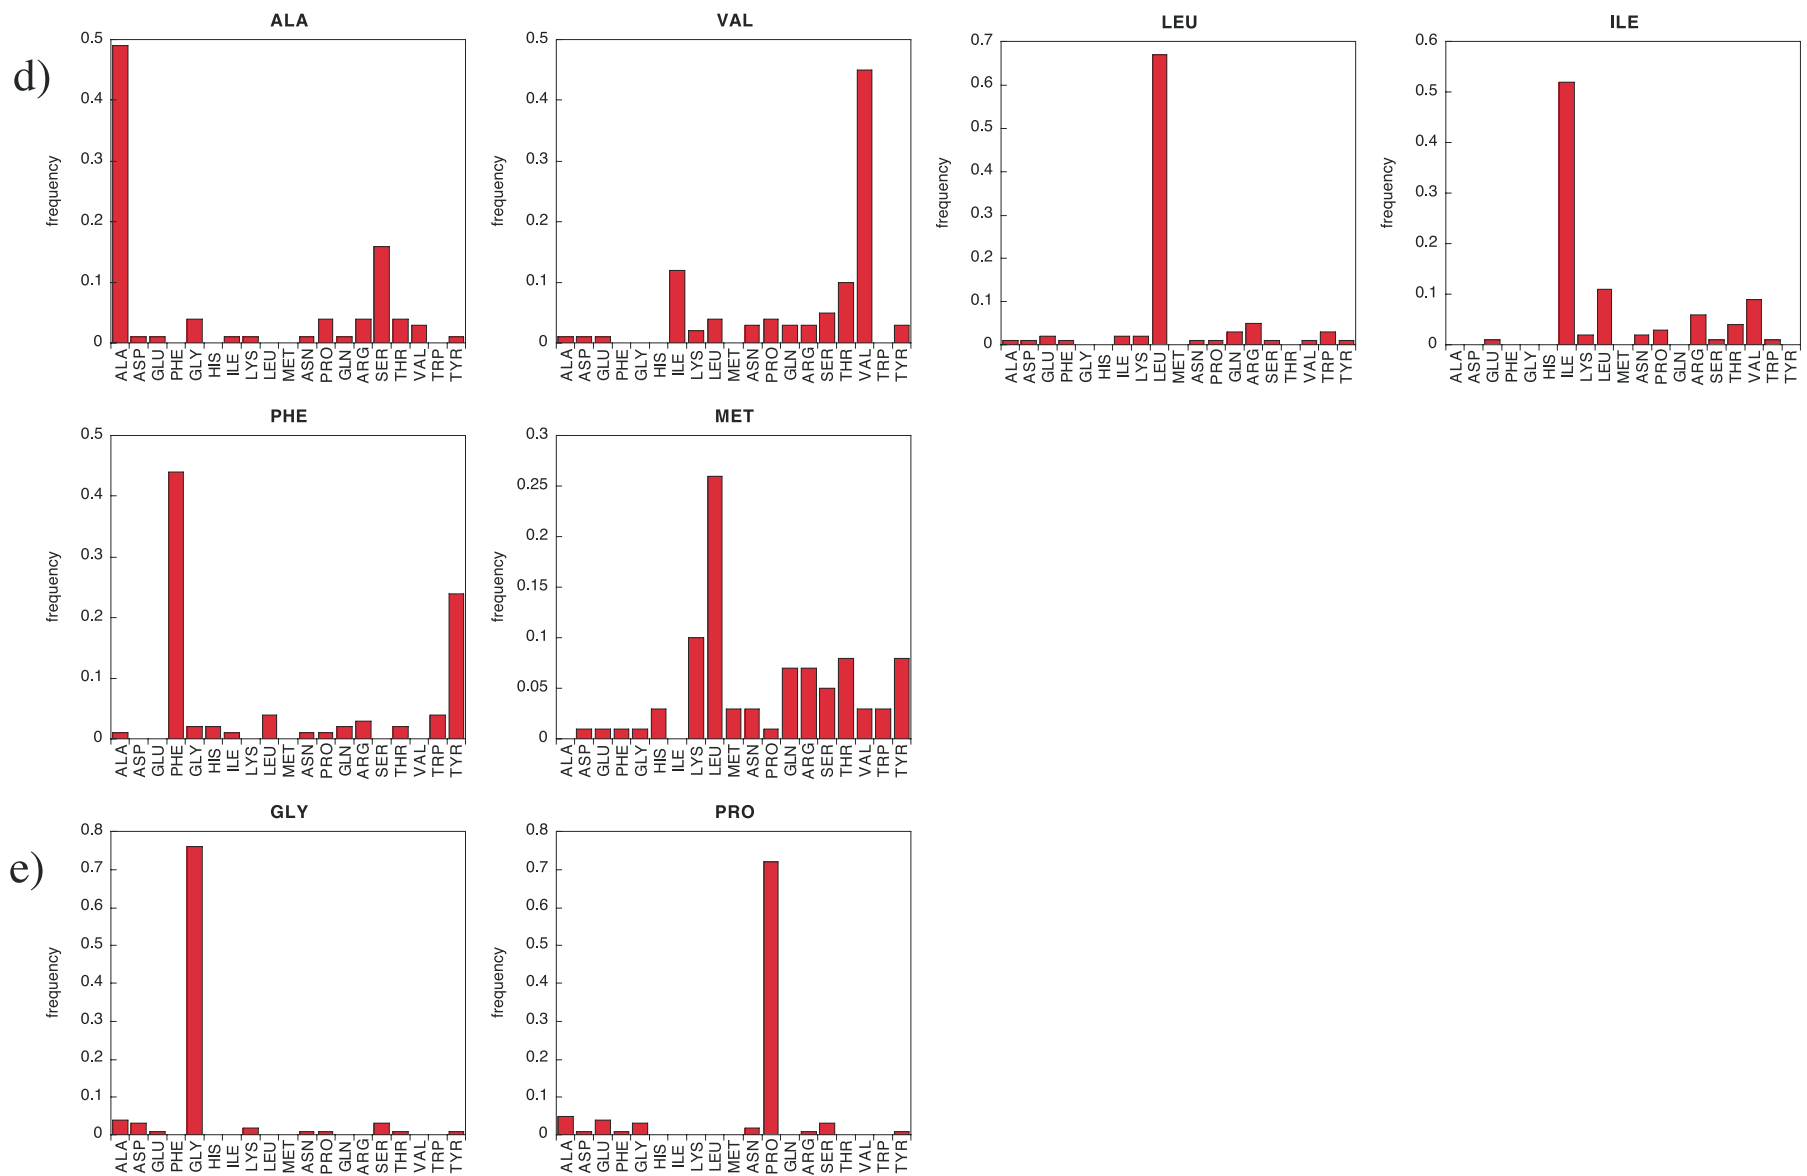 d)
ALA
frequency
0.5
0.4
0.3
0.2
0.1
0
ALA ASP GLU PHE GLY HIS ILE LYS LEU MET ASN PRO GLN ARG SER THR VAL TRP TYR
VAL
frequency
0.5
0.4
0.3
0.2
0.1
0
ALA ASP GLU PHE GLY HIS ILE LYS LEU MET ASN PRO GLN ARG SER THR VAL TRP TYR
LEU
frequency
0.7
0.6
0.5
0.4
0.3
0.2
0.1
0
ALA ASP GLU PHE GLY HIS ILE LYS LEU MET ASN PRO GLN ARG SER THR VAL TRP TYR
ILE
frequency
0.6
0.5
0.4
0.3
0.2
0.1
0
ALA ASP GLU PHE GLY HIS ILE LYS LEU MET ASN PRO GLN ARG SER THR VAL TRP TYR
PHE
frequency
0.5
0.4
0.3
0.2
0.1
0
ALA ASP GLU PHE GLY HIS ILE LYS LEU MET ASN PRO GLN ARG SER THR VAL TRP TYR
MET
frequency
0.3
0.25
0.2
0.15
0.1
0.05
0
ALA ASP GLU PHE GLY HIS ILE LYS LEU MET ASN PRO GLN ARG SER THR VAL TRP TYR
e)
GLY
frequency
0.8
0.7
0.6
0.5
0.4
0.3
0.2
0.1
0
ALA ASP GLU PHE GLY HIS ILE LYS LEU MET ASN PRO GLN ARG SER THR VAL TRP TYR
PRO
frequency
0.8
0.7
0.6
0.5
0.4
0.3
0.2
0.1
0
ALA ASP GLU PHE GLY HIS ILE LEU MET ASN PRO GLN ARG SER THR VAL TRP TYR